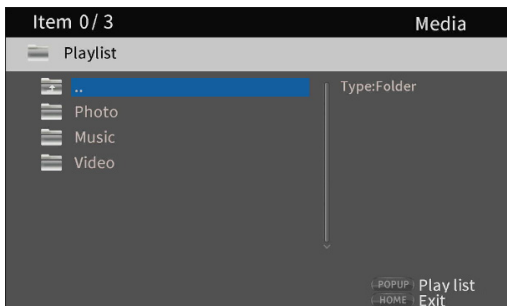 Item 0/3 Media
Playlist
.. Type:Folder
Photo
Music
Video
POPUP Play list
HOME Exit